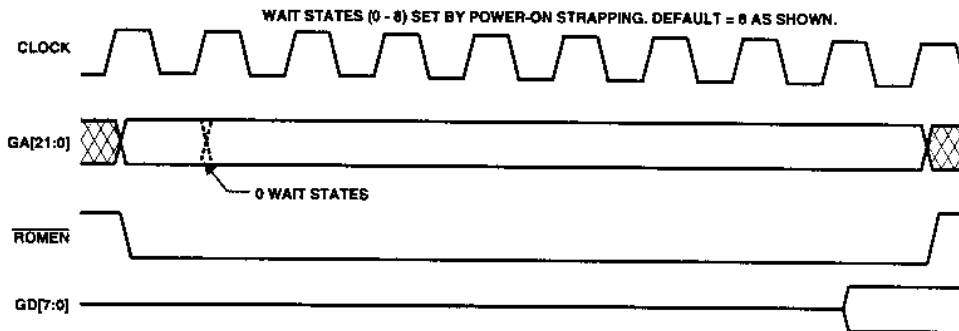 WAIT STATES (0 - 8) SET BY POWER-ON STRAPPING. DEFAULT = 8 AS SHOWN.
CLOCK
GA[21:0]
0 WAIT STATES
ROMEN
GD[7:0]